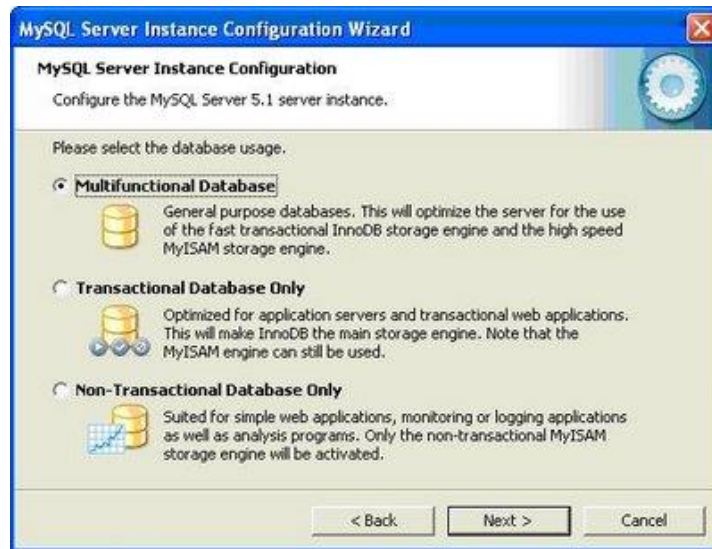 MySQL Server Instance Configuration Wizard
MySQL Server Instance Configuration
Configure the MySQL Server 5.1 server instance.
Please select the database usage.
Multifunctional Database
General purpose databases. This will optimize the server for the use
of the fast transactional InnoDB storage engine and the high speed
MyISAM storage engine.
Transactional Database Only
Optimized for application servers and transactional web applications.
This will make InnoDB the main storage engine. Note that the
MyISAM engine can still be used.
Non-Transactional Database Only
Suited for simple web applications, monitoring or logging applications
as well as analysis programs. Only the non-transactional MyISAM
storage engine will be activated.
< Back
Next >
Cancel